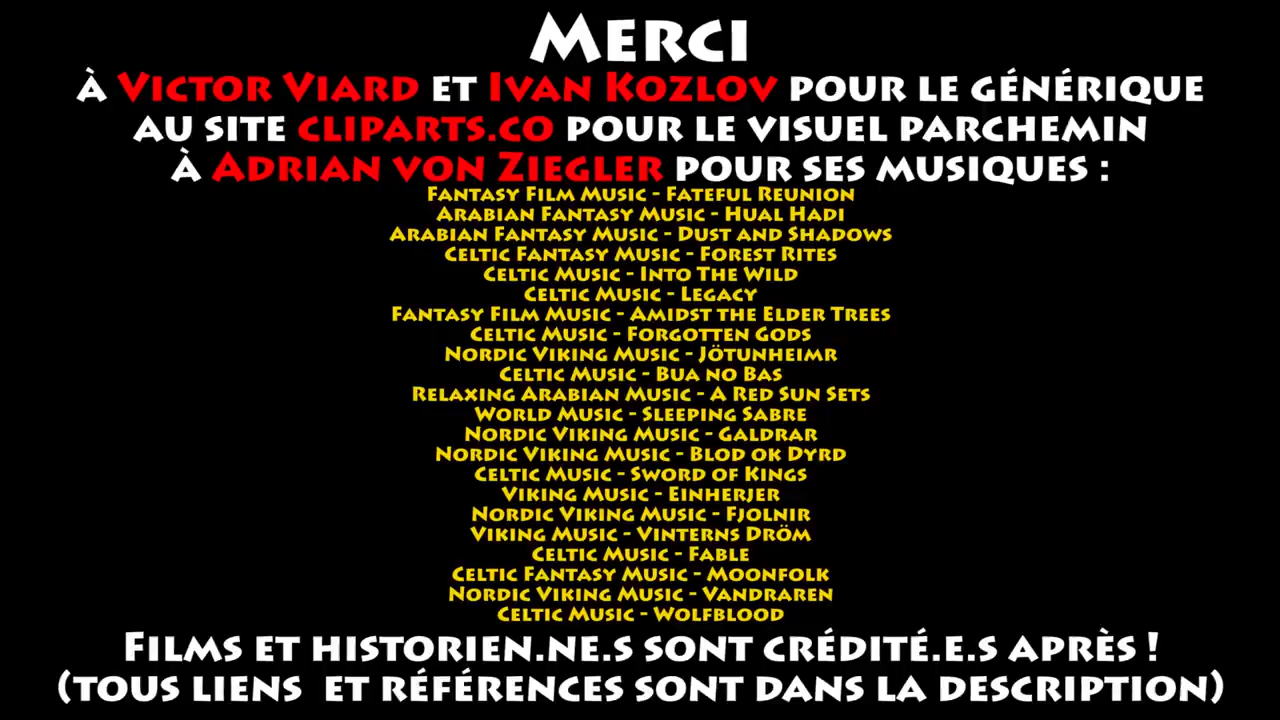 Merci
à Victor Viard et Ivan Kozlov pour le générique
au site cliparts.co pour le visuel parchemin
à Adrian von Ziegler pour ses musiques :
Fantasy Film Music - Fateful Reunion
Arabian Fantasy Music - Hual Hadi
Arabian Fantasy Music - Dust and Shadows
Celtic Fantasy Music - Forest Rites
Celtic Music - Into The Wild
Celtic Music - Legacy
Fantasy Film Music - Amidst the Elder Trees
Celtic Music - Forgotten Gods
Nordic Viking Music - Jötunheimr
Celtic Music - Bua no Bas
Relaxing Arabian Music - A Red Sun Sets
World Music - Sleeping Sabre
Nordic Viking Music - Galdrar
Nordic Viking Music - Blod ok Dyrd
Celtic Music - Sword of Kings
Viking Music - Einherjer
Nordic Viking Music - Fjolnir
Viking Music - Vinterns Dröm
Celtic Music - Fable
Celtic Fantasy Music - Moonfolk
Nordic Viking Music - Vandraren
Celtic Music - Wolfblood
Films et historien.ne.s sont crédité.e.s après !
(tous liens et références sont dans la description)